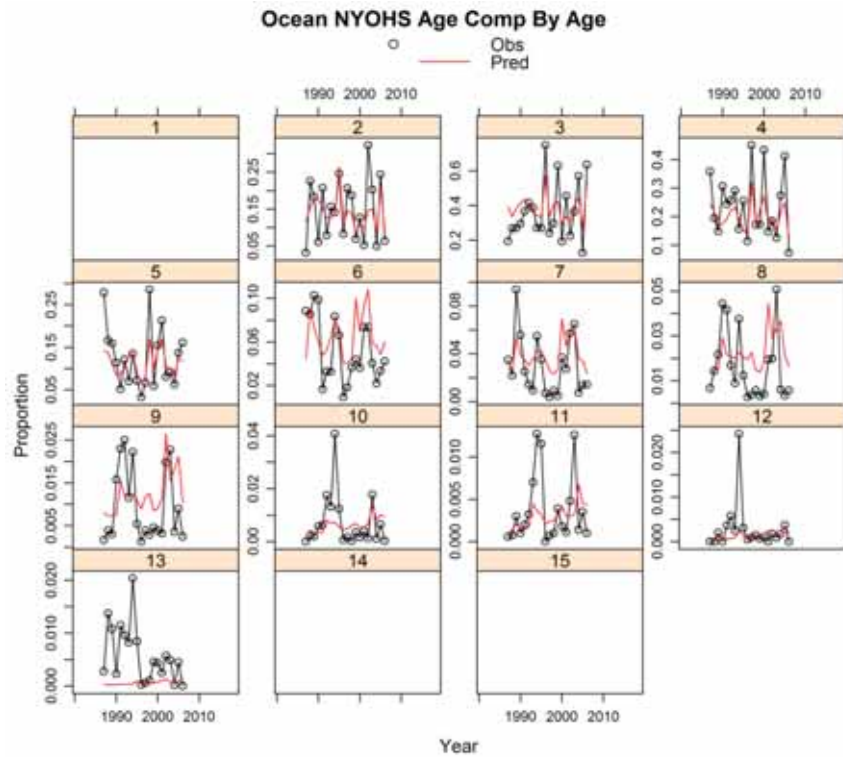 Ocean NYOHS Age Comp By Age
Obs
Pred
1990 2000 2010
1990 2000 2010
1 2 3 4
0.05 0.15 0.25
0.2 0.4 0.6
0.1 0.2 0.3 0.4
5 6 7 8
0.05 0.15 0.25
0.02 0.06 0.10
0.00 0.04 0.08
0.01 0.03 0.05
9 10 11 12
0.005 0.015 0.025
0.00 0.02 0.04
0.000 0.005 0.010
0.000 0.010 0.020
13 14 15
0.000 0.010 0.020
1990 2000 2010
1990 2000 2010
Proportion
Year